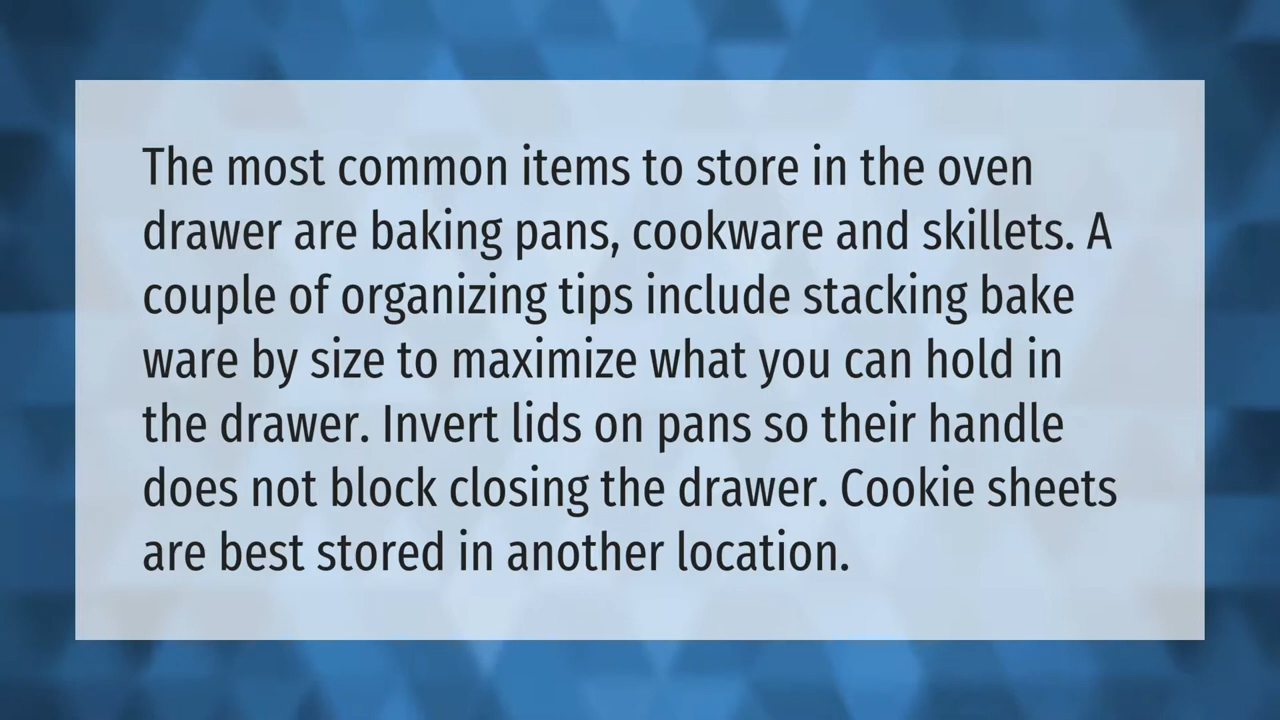 The most common items to store in the oven
drawer are baking pans, cookware and skillets. A
couple of organizing tips include stacking bake
ware by size to maximize what you can hold in
the drawer. Invert lids on pans so their handle
does not block closing the drawer. Cookie sheets
are best stored in another location.